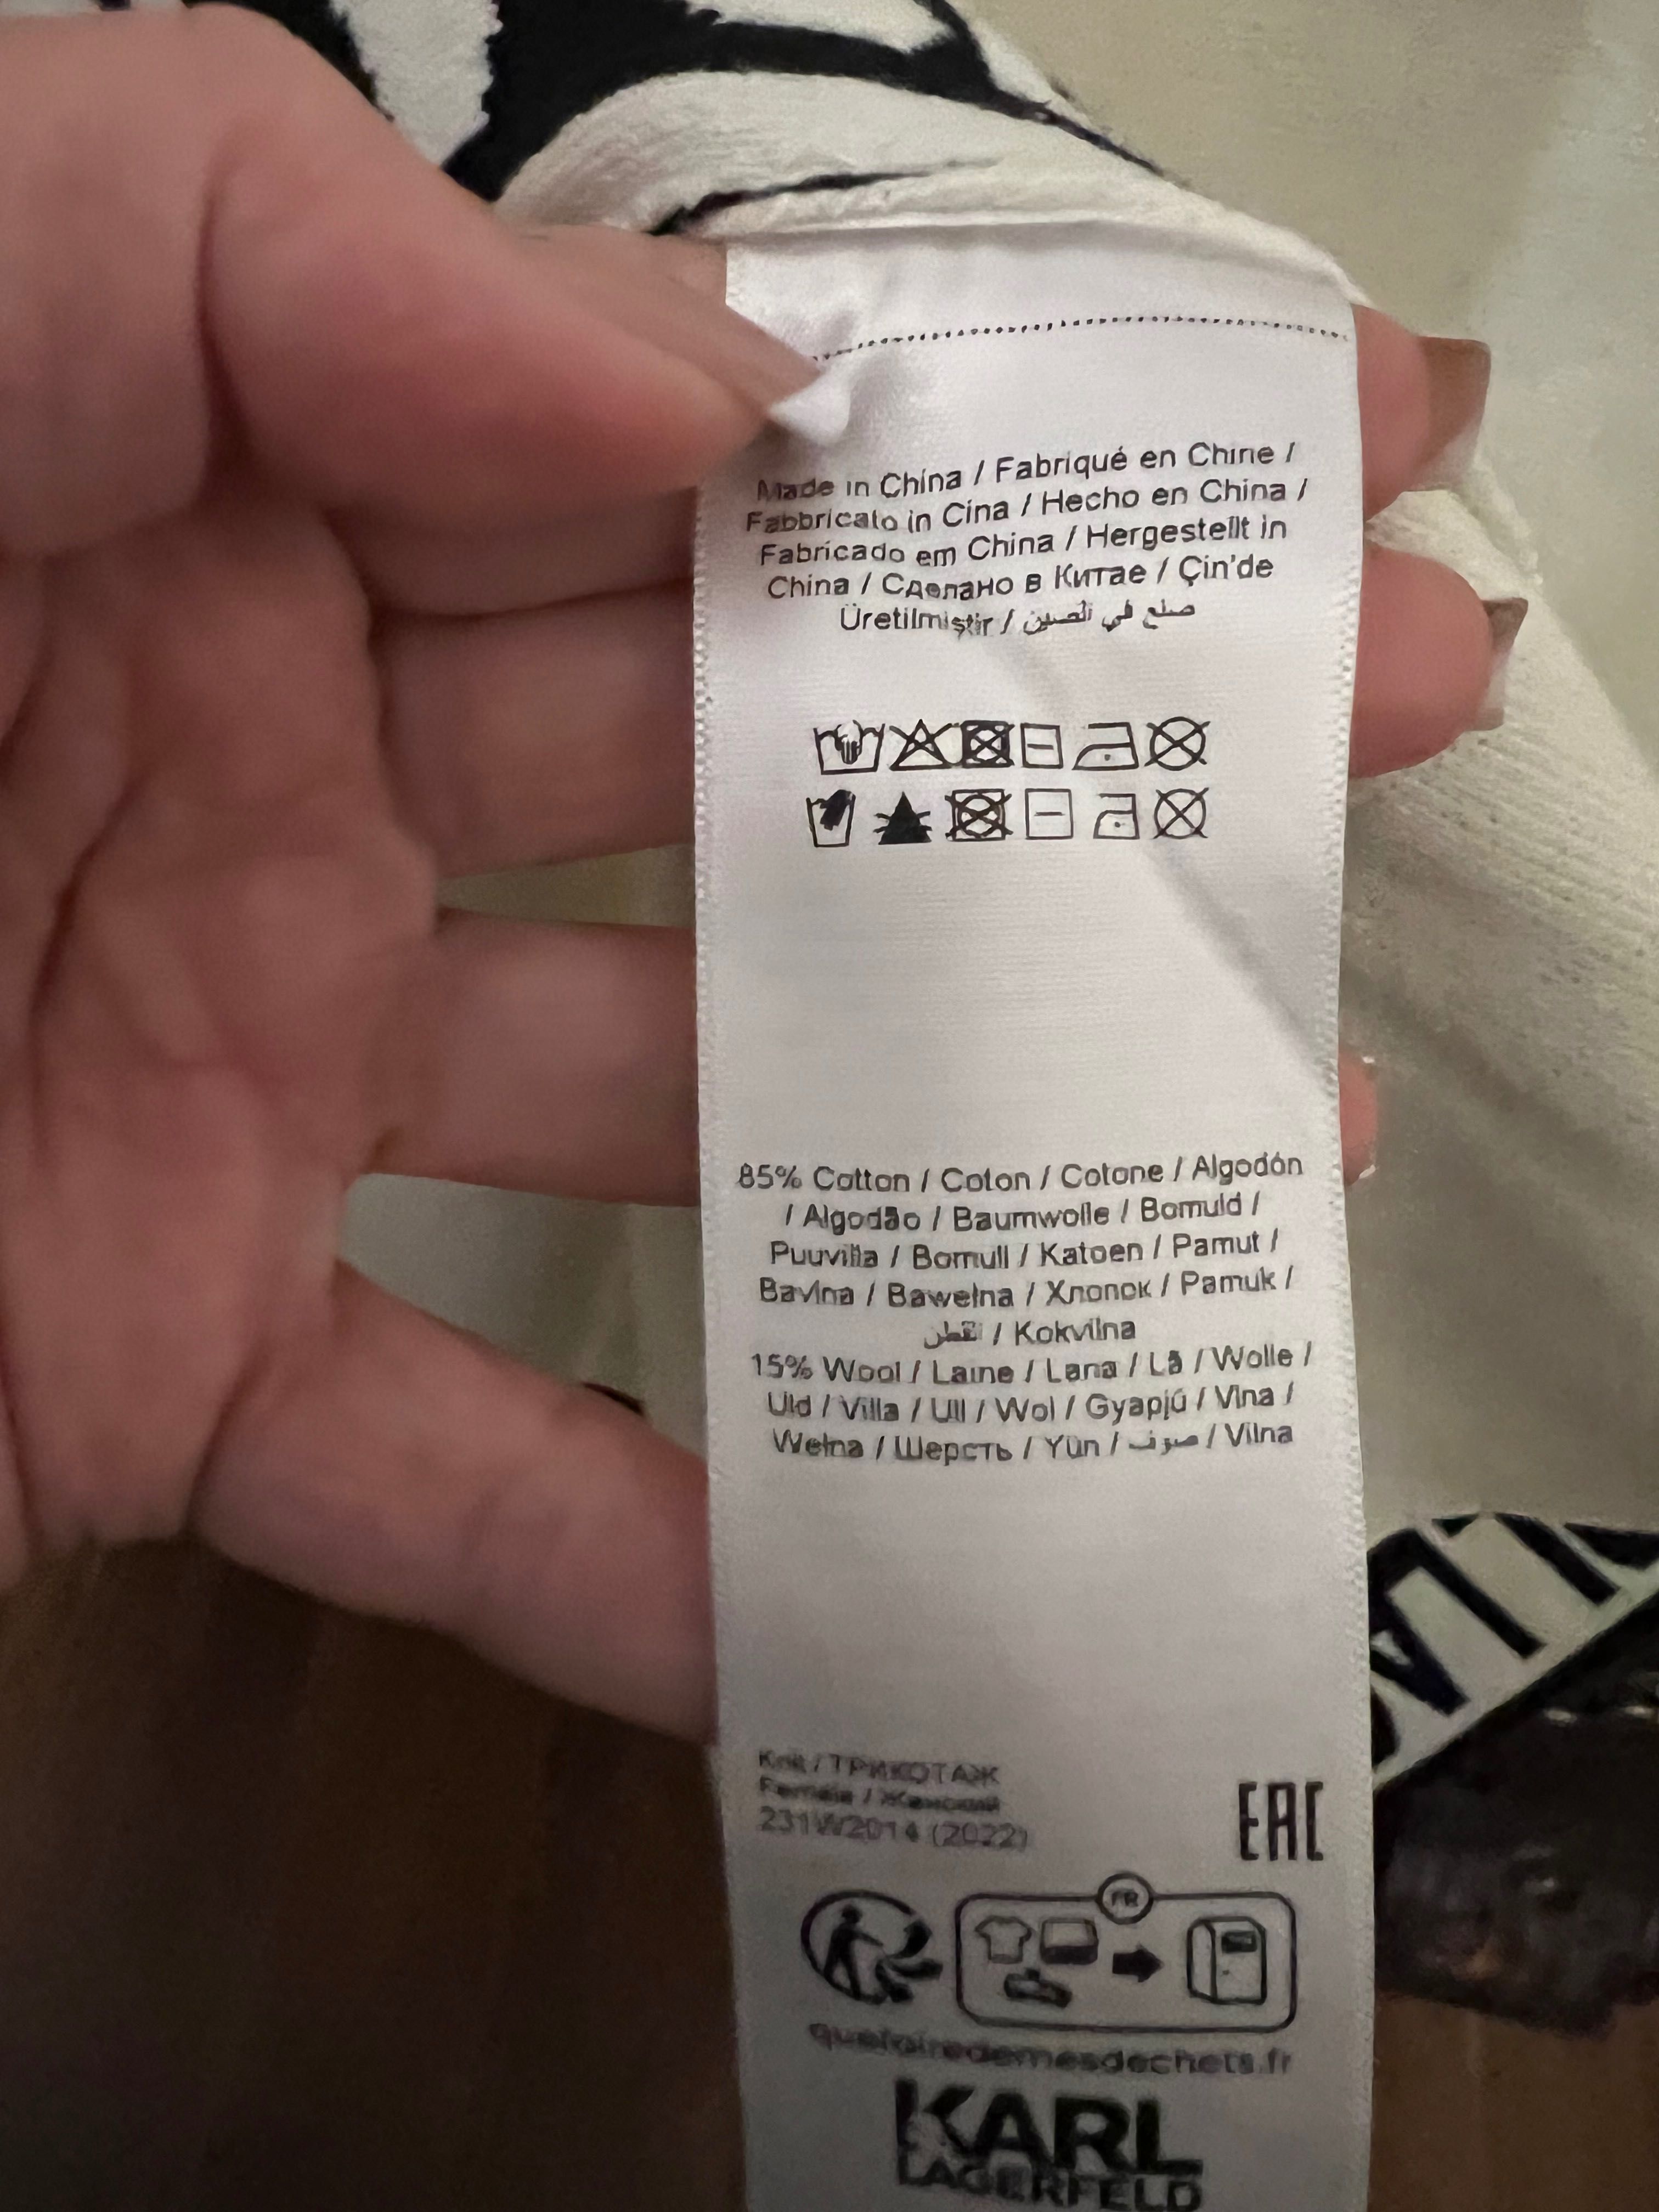 Made in China / Fabriqué en Chine /
Fabbricato in Cina / Hecho en China /
Fabricado em China / Hergestellt in
China / Сделано в Китае / Çin'de
Üretilmiştir / صنع في الصين
85% Cotton / Coton / Cotone / Algodón
/ Algodão / Baumwolle / Bomuld /
Puuvilla / Bomull / Katoen / Pamut /
Bavlna / Bawełna / Хлопок / Pamuk /
القطن / Kokvilna
15% Wool / Laine / Lana / Lã / Wolle /
Uld / Villa / Ull / Wol / Gyapjú / Vlna /
Wełna / Шерсть / Yün / صوف / Vilna
Knit / ТРИКОТАЖ
Female / Женский
231W2014 (2022)
EAC
FR
quefairedemesdechets.fr
KARL
LAGERFELD